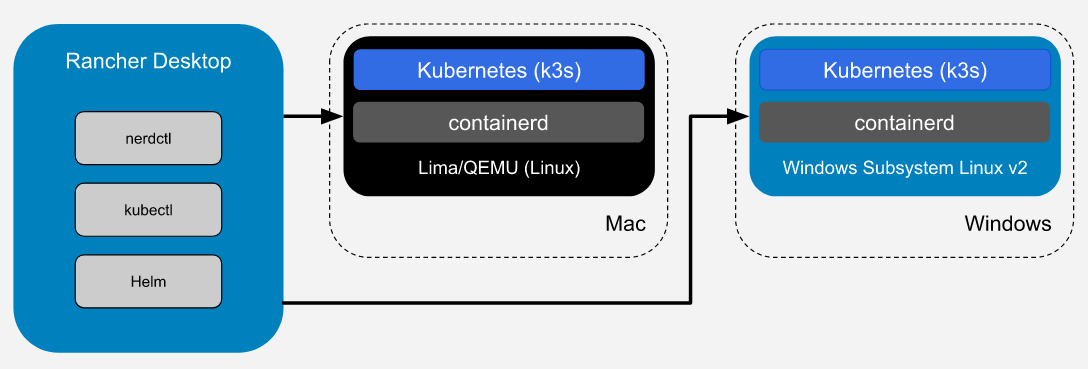 Rancher Desktop
nerdctl
kubectl
Helm
Kubernetes (k3s)
containerd
Lima/QEMU (Linux)
Mac
Kubernetes (k3s)
containerd
Windows Subsystem Linux v2
Windows